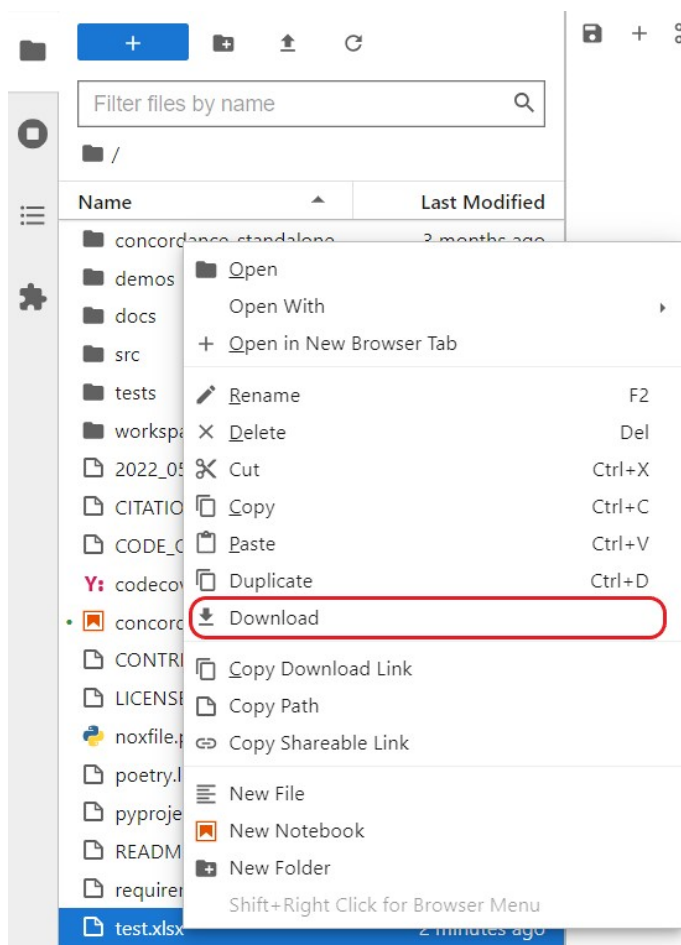 +
Filter files by name
/
Name Last Modified
concordance_standalone 3 months ago
demos
docs
src
tests
workspa
2022_05
CITATIO
CODE_C
Y: codecov
concord
CONTRI
LICENSE
noxfile.p
poetry.l
pyproje
READM
requirer
test.xlsx 2 minutes ago
Open
Open With
Open in New Browser Tab
Rename F2
Delete Del
Cut Ctrl+X
Copy Ctrl+C
Paste Ctrl+V
Duplicate Ctrl+D
Download
Copy Download Link
Copy Path
Copy Shareable Link
New File
New Notebook
New Folder
Shift+Right Click for Browser Menu